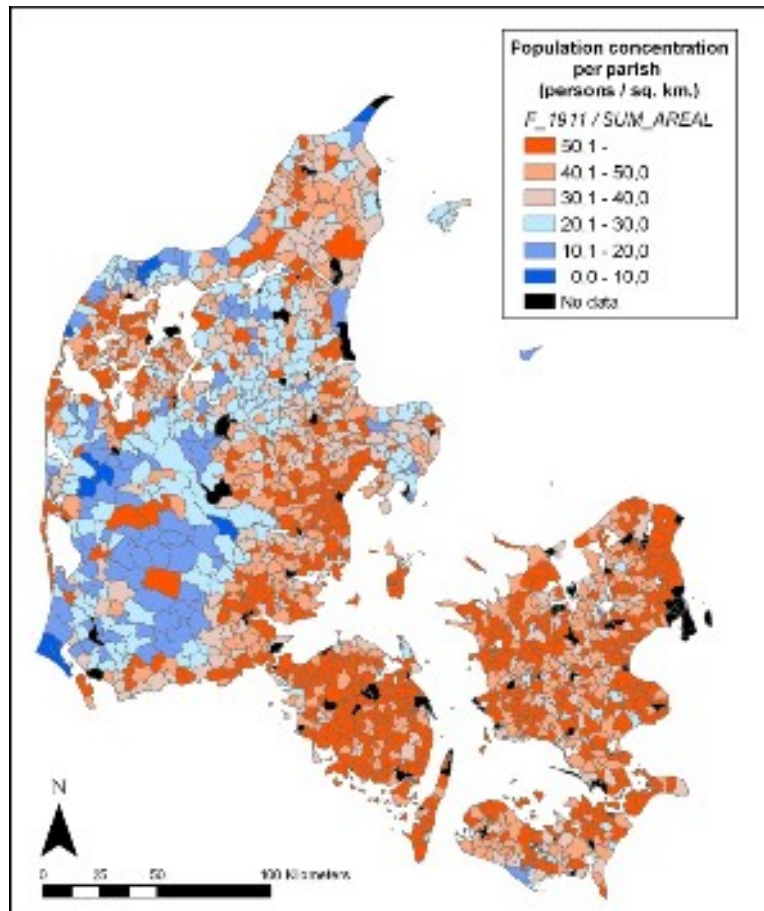 Population concentration
per parish
(persons / sq. km.)
F_1911 / SUM_AREAL
50.1 -
40.1 - 50,0
30.1 - 40,0
20.1 - 30,0
10.1 - 20,0
0.0 - 10,0
No data
N
0 25 50 100 Kilometers